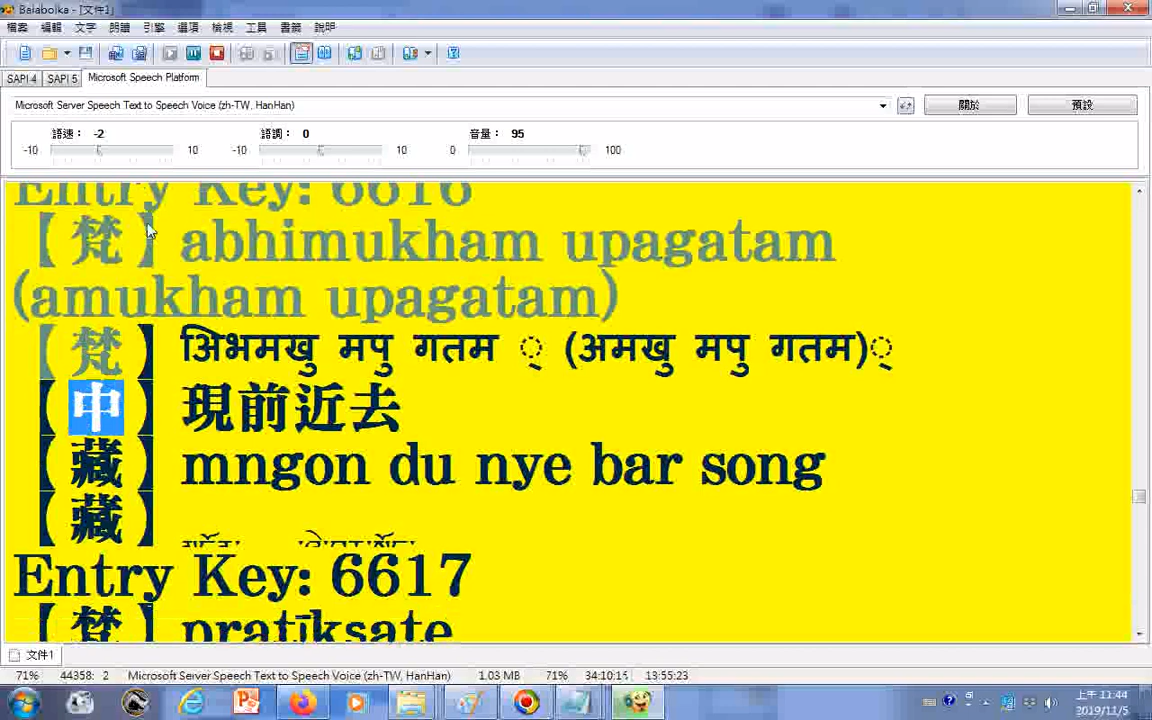 Balabolka - [文件1]
檔案 編輯 文字 朗讀 引擎 選項 檢視 工具 書籤 說明
SAPI 4 SAPI 5 Microsoft Speech Platform
Microsoft Server Speech Text to Speech Voice (zh-TW, HanHan) 關於 預設
語速： -2 語調： 0 音量： 95
-10 10 -10 10 0 100
Entry Key: 6616
【梵】abhimukham upagatam
(amukham upagatam)
【梵】अिभमखु मपु गतम ् (अमखु मपु गतम)्
【中】現前近去
【藏】mngon du nye bar song
【藏】
Entry Key: 6617
【梵】pratīksate
文件1
71% 44358: 2 Microsoft Server Speech Text to Speech Voice (zh-TW, HanHan) 1.03 MB 71% 34:10:15 13:55:23
上午 11:44
2019/11/5